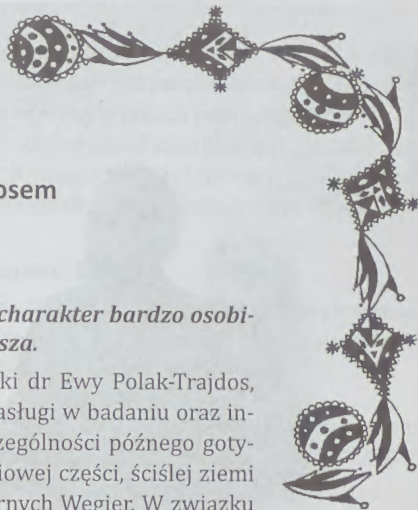 osem
charakter bardzo osobi-
sza.
ki dr Ewy Polak-Trajdos,
asługi w badaniu oraz in-
zególności późnego goty-
iowej części, ściślej ziemi
rnych Węgier. W związku